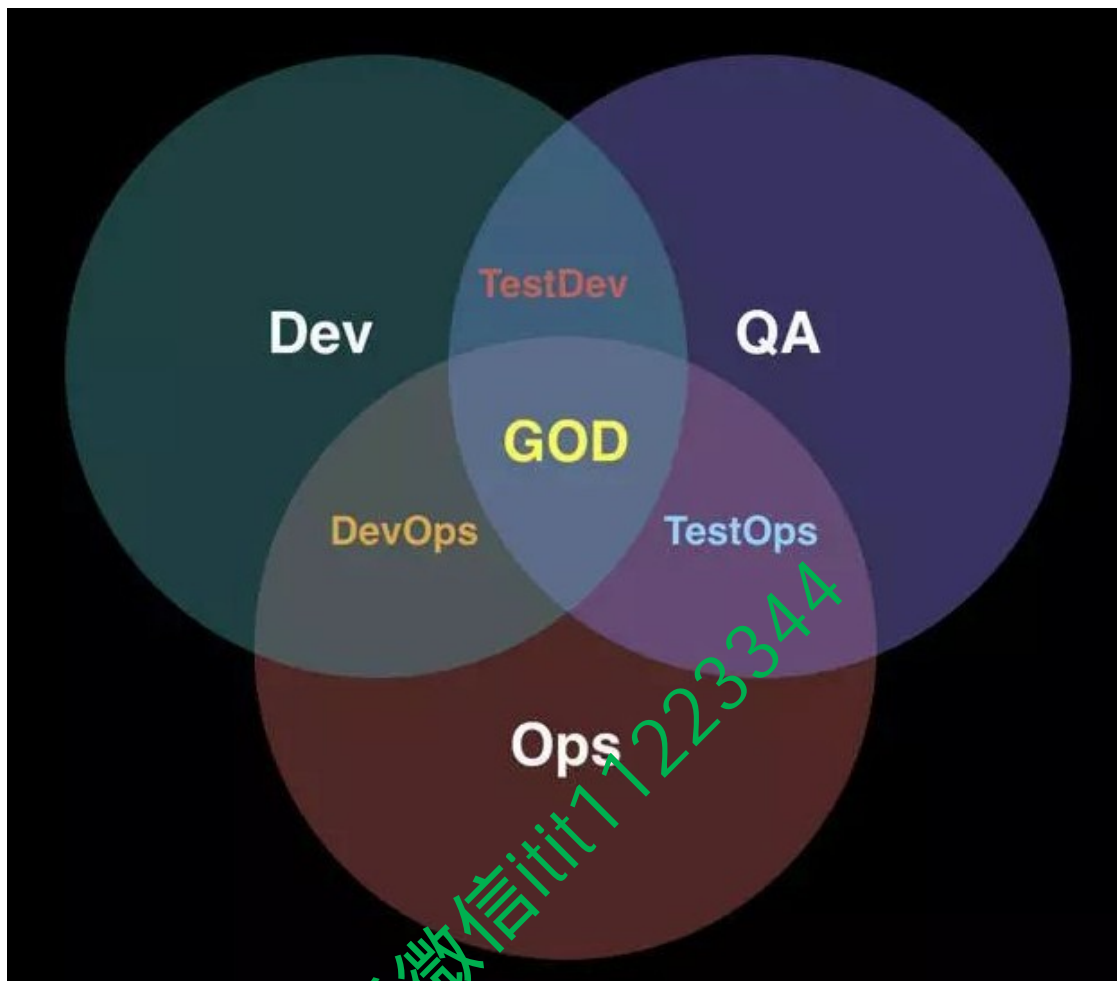 TestDev
Dev
QA
GOD
DevOps
TestOps
Ops
微信itit11223344